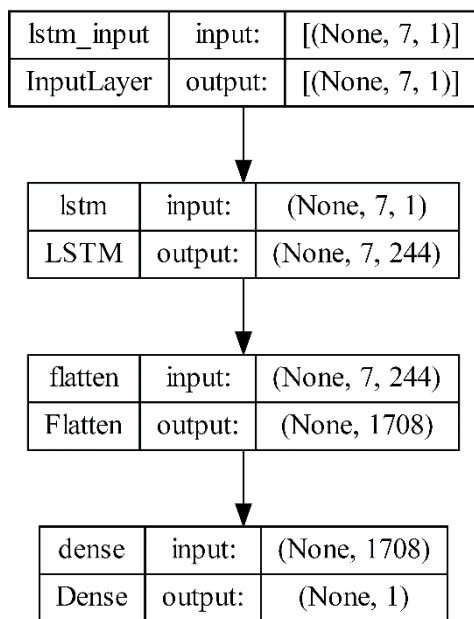 lstm_input input: [(None, 7, 1)]
InputLayer output: [(None, 7, 1)]
lstm input: (None, 7, 1)
LSTM output: (None, 7, 244)
flatten input: (None, 7, 244)
Flatten output: (None, 1708)
dense input: (None, 1708)
Dense output: (None, 1)